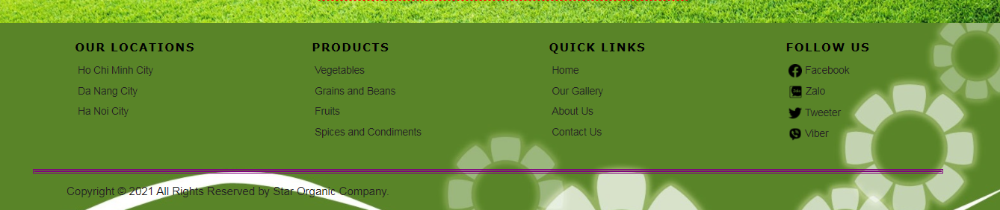 OUR LOCATIONS
Ho Chi Minh City
Da Nang City
Ha Noi City
PRODUCTS
Vegetables
Grains and Beans
Fruits
Spices and Condiments
QUICK LINKS
Home
Our Gallery
About Us
Contact Us
FOLLOW US
Facebook
Zalo
Zalo
Tweeter
Viber
Copyright © 2021 All Rights Reserved by Star Organic Company.